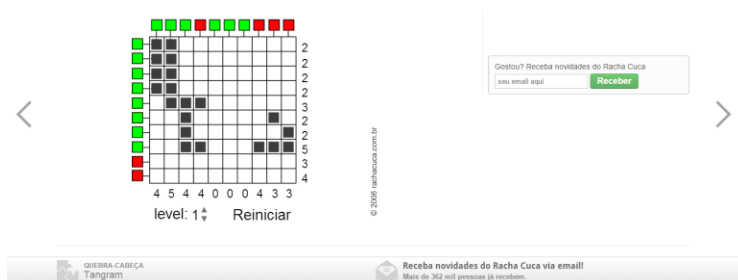 2
2
2
2
3
2
2
5
3
4
4 5 4 4 0 0 0 4 3 3
level: 1 Reiniciar
© 2006 rachacuca.com.br
Gostou? Receba novidades do Racha Cuca
seu email aqui Receber
QUEBRA-CABEÇA
Tangram
Receba novidades do Racha Cuca via email!
Mais de 362 mil pessoas já recebem.